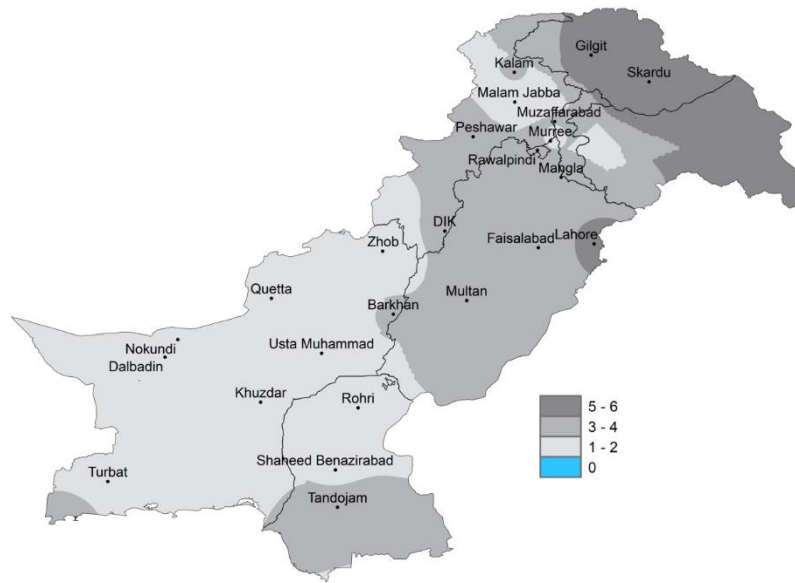 Gilgit
Kalam
Skardu
Malam Jabba
Muzaffarabad
Peshawar
Murree
Rawalpindi
Mangla
DIK
Zhob
Faisalabad
Lahore
Quetta
Multan
Barkhan
Nokundi
Usta Muhammad
Dalbadin
Khuzdar
Rohri
5 - 6
3 - 4
1 - 2
0
Shaheed Benazirabad
Turbat
Tandojam